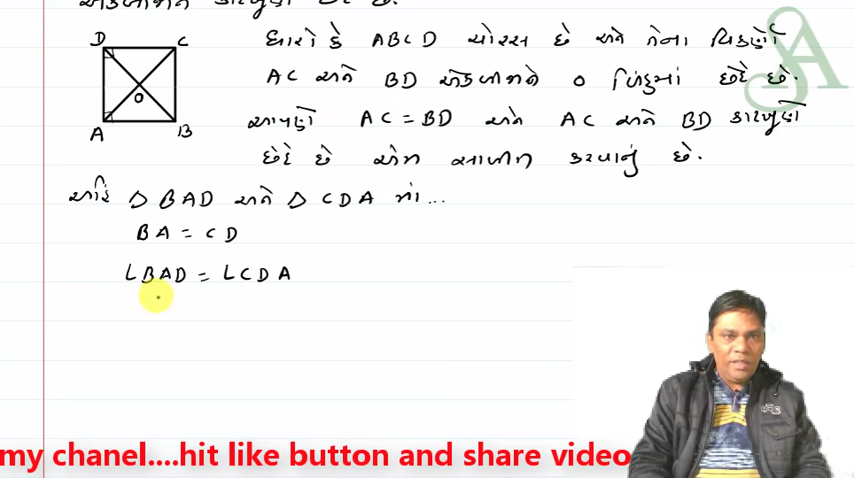 D C
ધારો કે ABCD ચોરસ છે અને તેના વિકર્ણો
AC અને BD એકબીજાને O બિંદુમાં છેદે છે.
O
A B
આપણે AC = BD અને AC અને BD કાટખૂણે
છેદે છે એમ સાબિત કરવાનું છે.
અહીં △ BAD અને △ CDA માં...
BA = CD
∠BAD = ∠CDA
my chanel....hit like button and share video